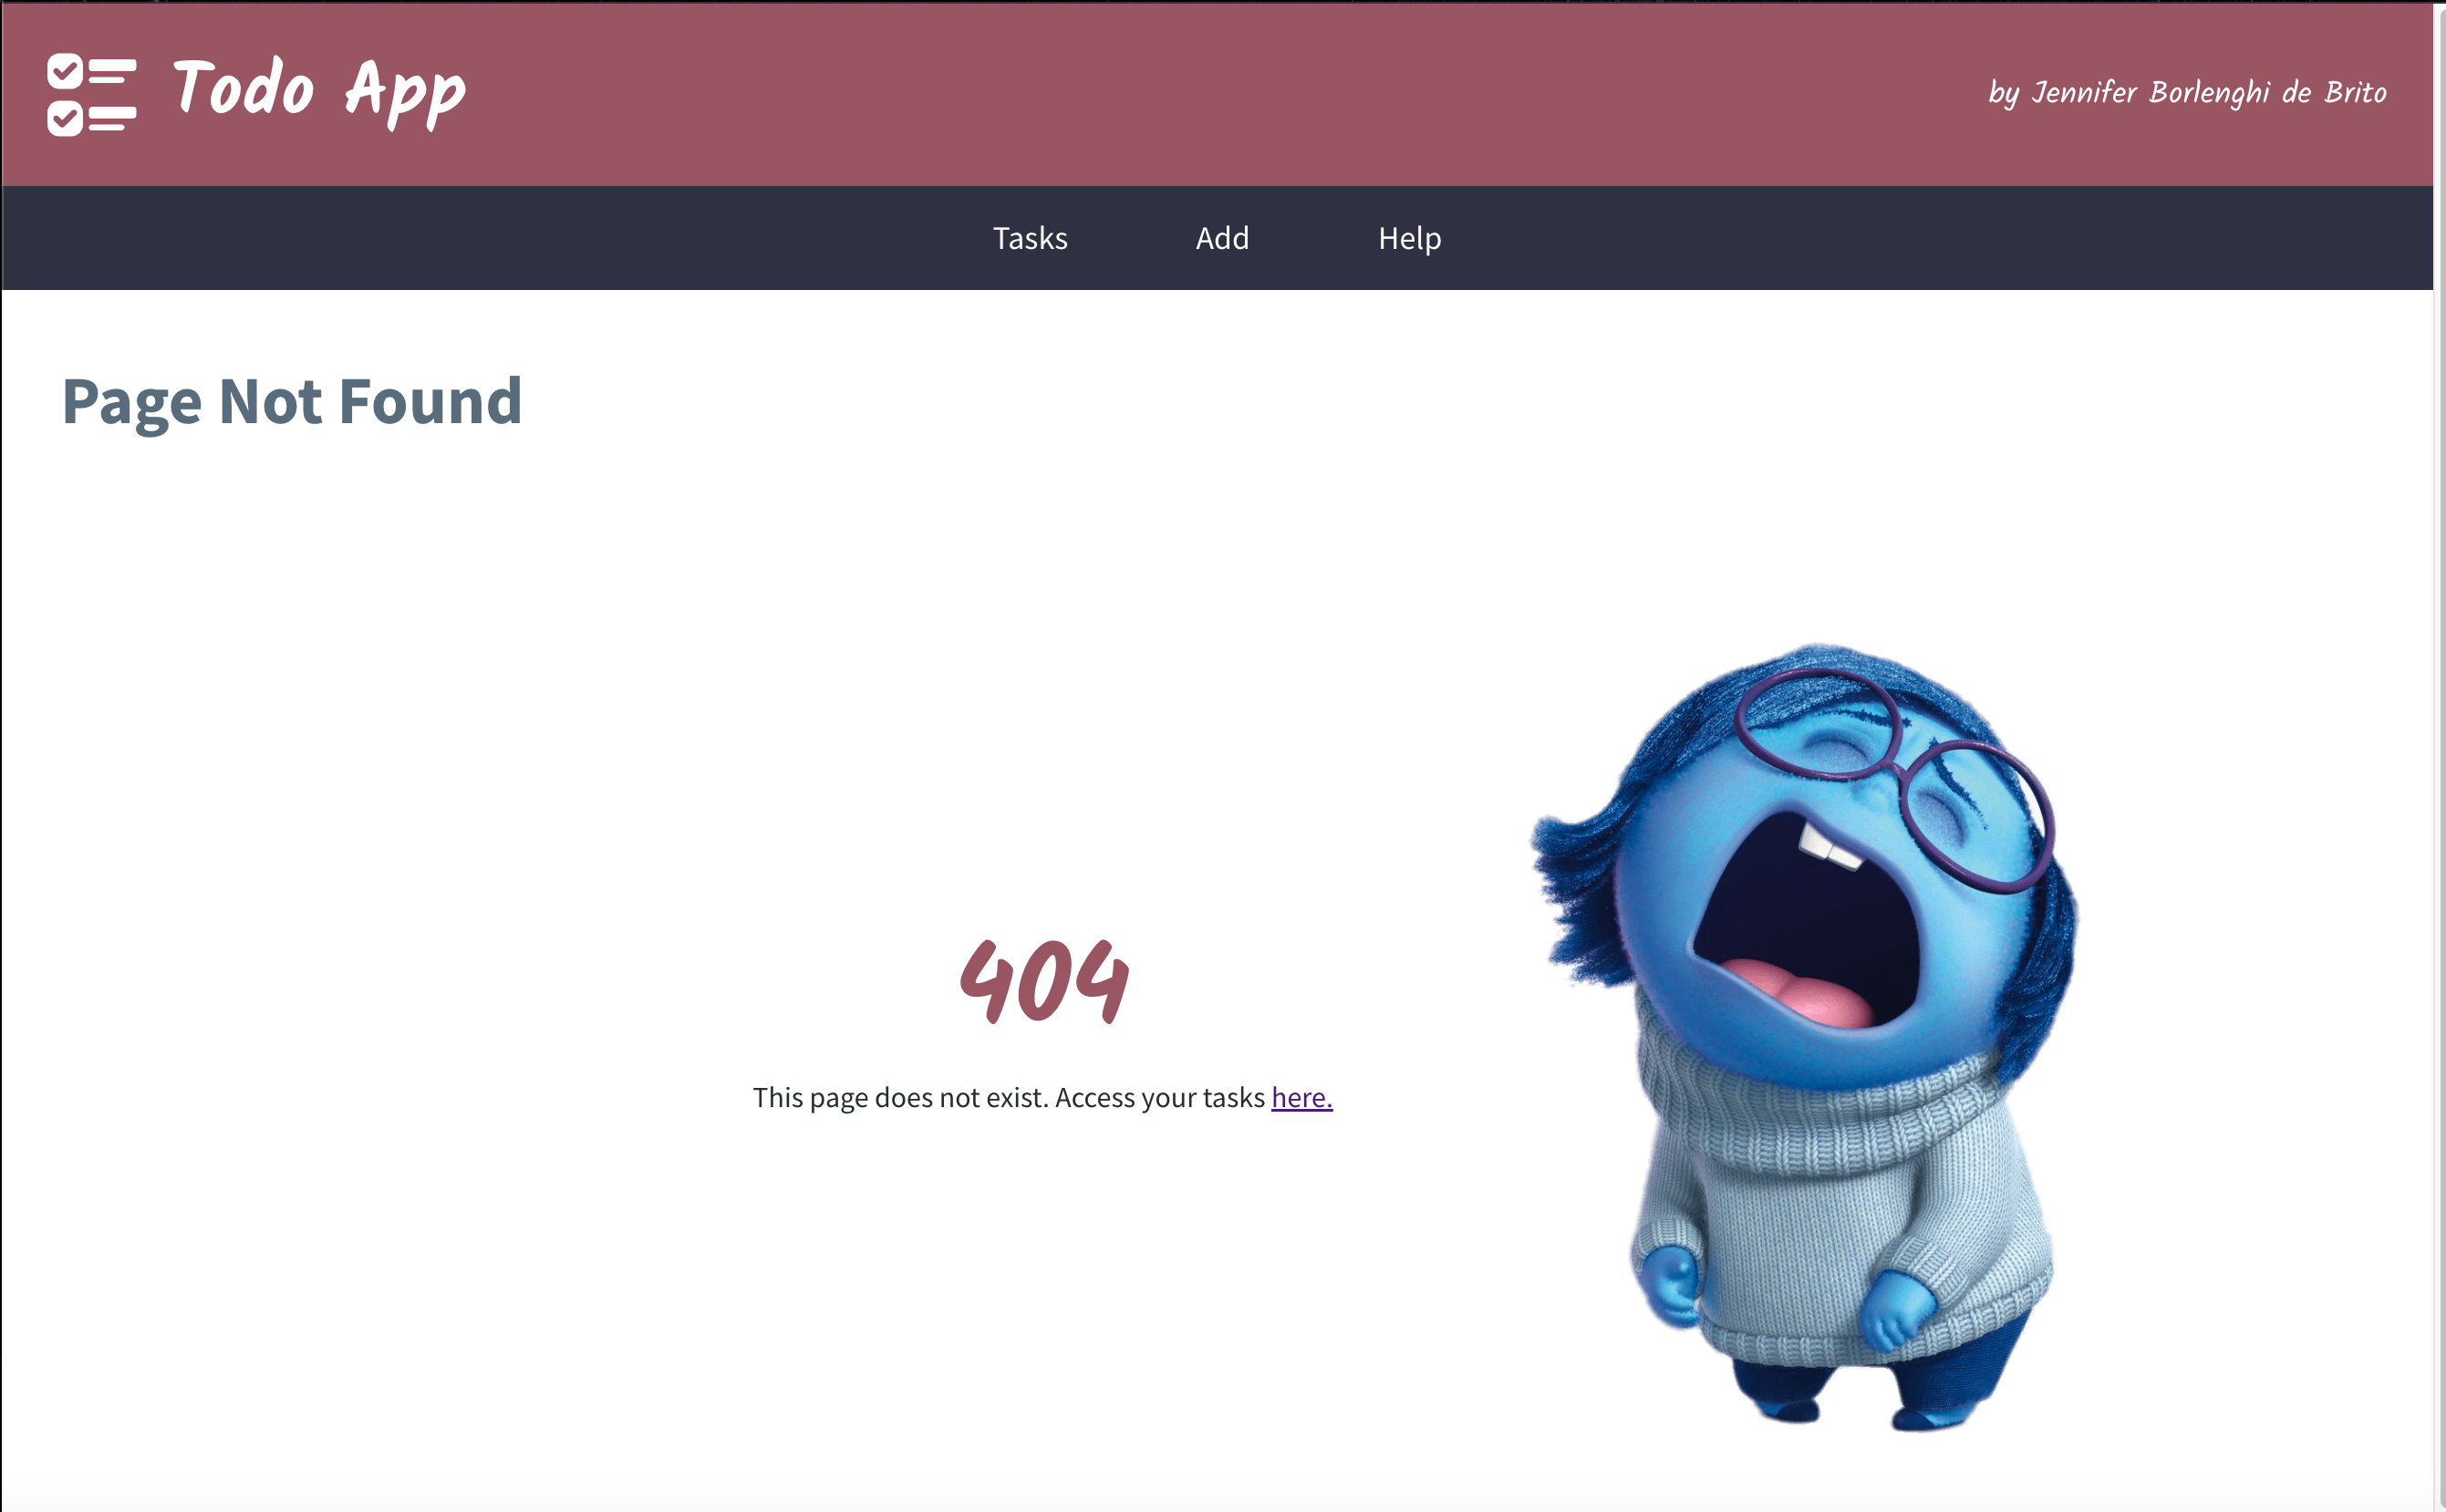 Todo App
by Jennifer Borlenghi de Brito
Tasks Add Help
Page Not Found
404
This page does not exist. Access your tasks here.